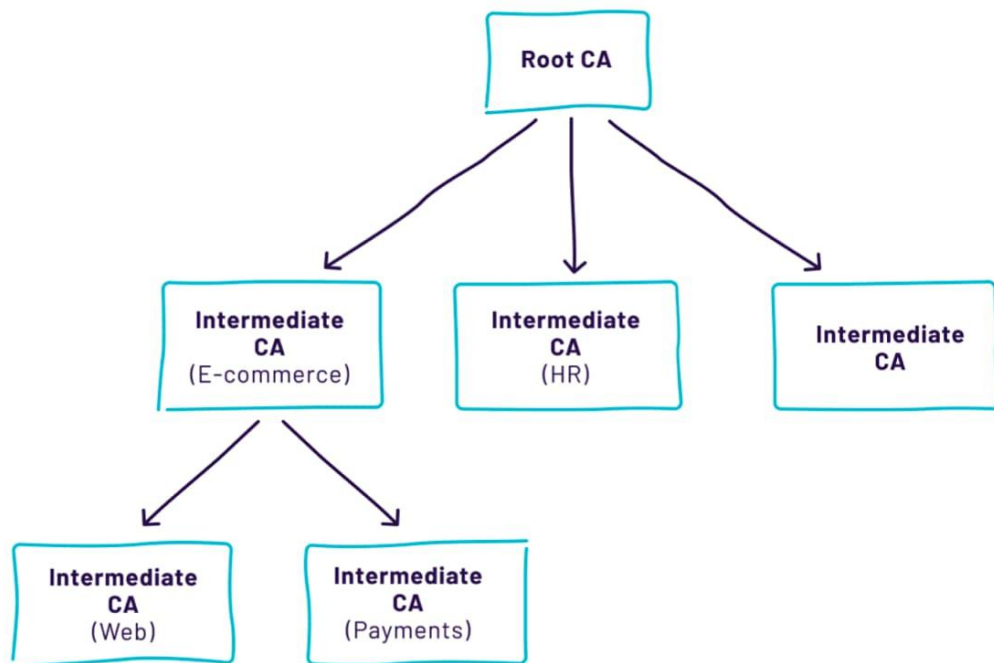 Root CA
Intermediate
CA
(E-commerce)
Intermediate
CA
(HR)
Intermediate
CA
Intermediate
CA
(Web)
Intermediate
CA
(Payments)